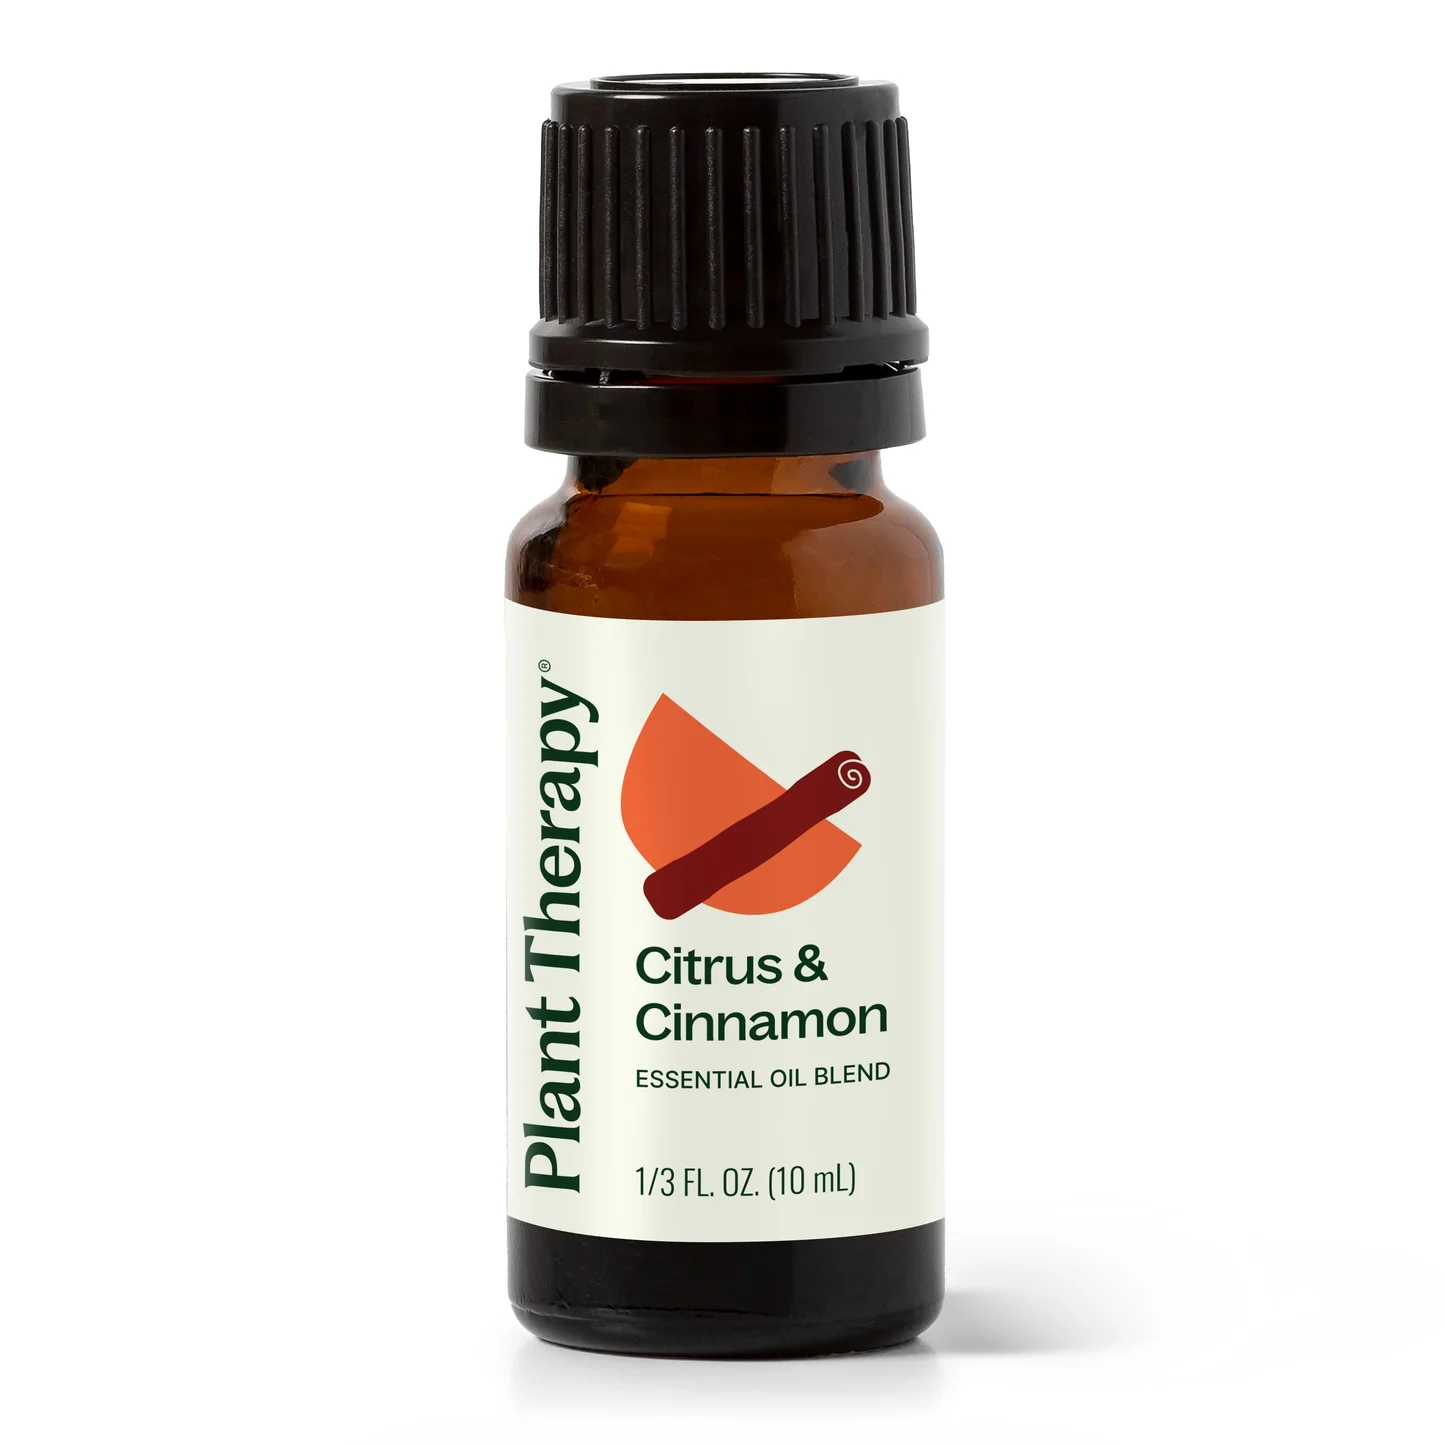 Plant Therapy®
Citrus &
Cinnamon
ESSENTIAL OIL BLEND
1/3 FL. OZ. (10 mL)